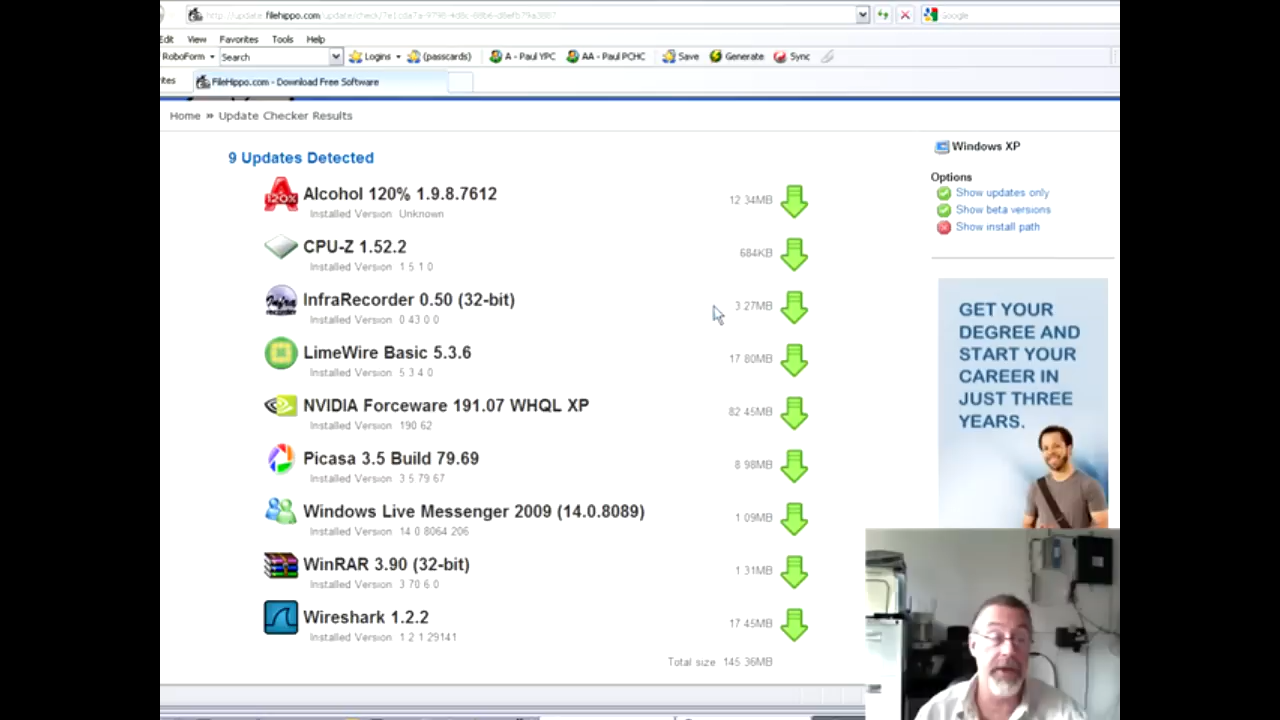 filehippo.com
Google
Edit View Favorites Tools Help
RoboForm Search Logins (passcards) A - Paul YPC AA - Paul PCHC Save Generate Sync
FileHippo.com - Download Free Software
Home » Update Checker Results
9 Updates Detected
Alcohol 120% 1.9.8.7612
Installed Version Unknown
12 34MB
CPU-Z 1.52.2
Installed Version 1 5 1 0
684KB
InfraRecorder 0.50 (32-bit)
Installed Version 0 43 0 0
3 27MB
LimeWire Basic 5.3.6
Installed Version 5 3 4 0
17 80MB
NVIDIA Forceware 191.07 WHQL XP
Installed Version 190 62
82 45MB
Picasa 3.5 Build 79.69
Installed Version 3 5 79 67
8 98MB
Windows Live Messenger 2009 (14.0.8089)
Installed Version 14 0 8064 206
1 09MB
WinRAR 3.90 (32-bit)
Installed Version 3 70 6 0
1 31MB
Wireshark 1.2.2
Installed Version 1 2 1 29141
17 45MB
Total size 145 36MB
Windows XP
Options
Show updates only
Show beta versions
Show install path
GET YOUR
DEGREE AND
START YOUR
CAREER IN
JUST THREE
YEARS.